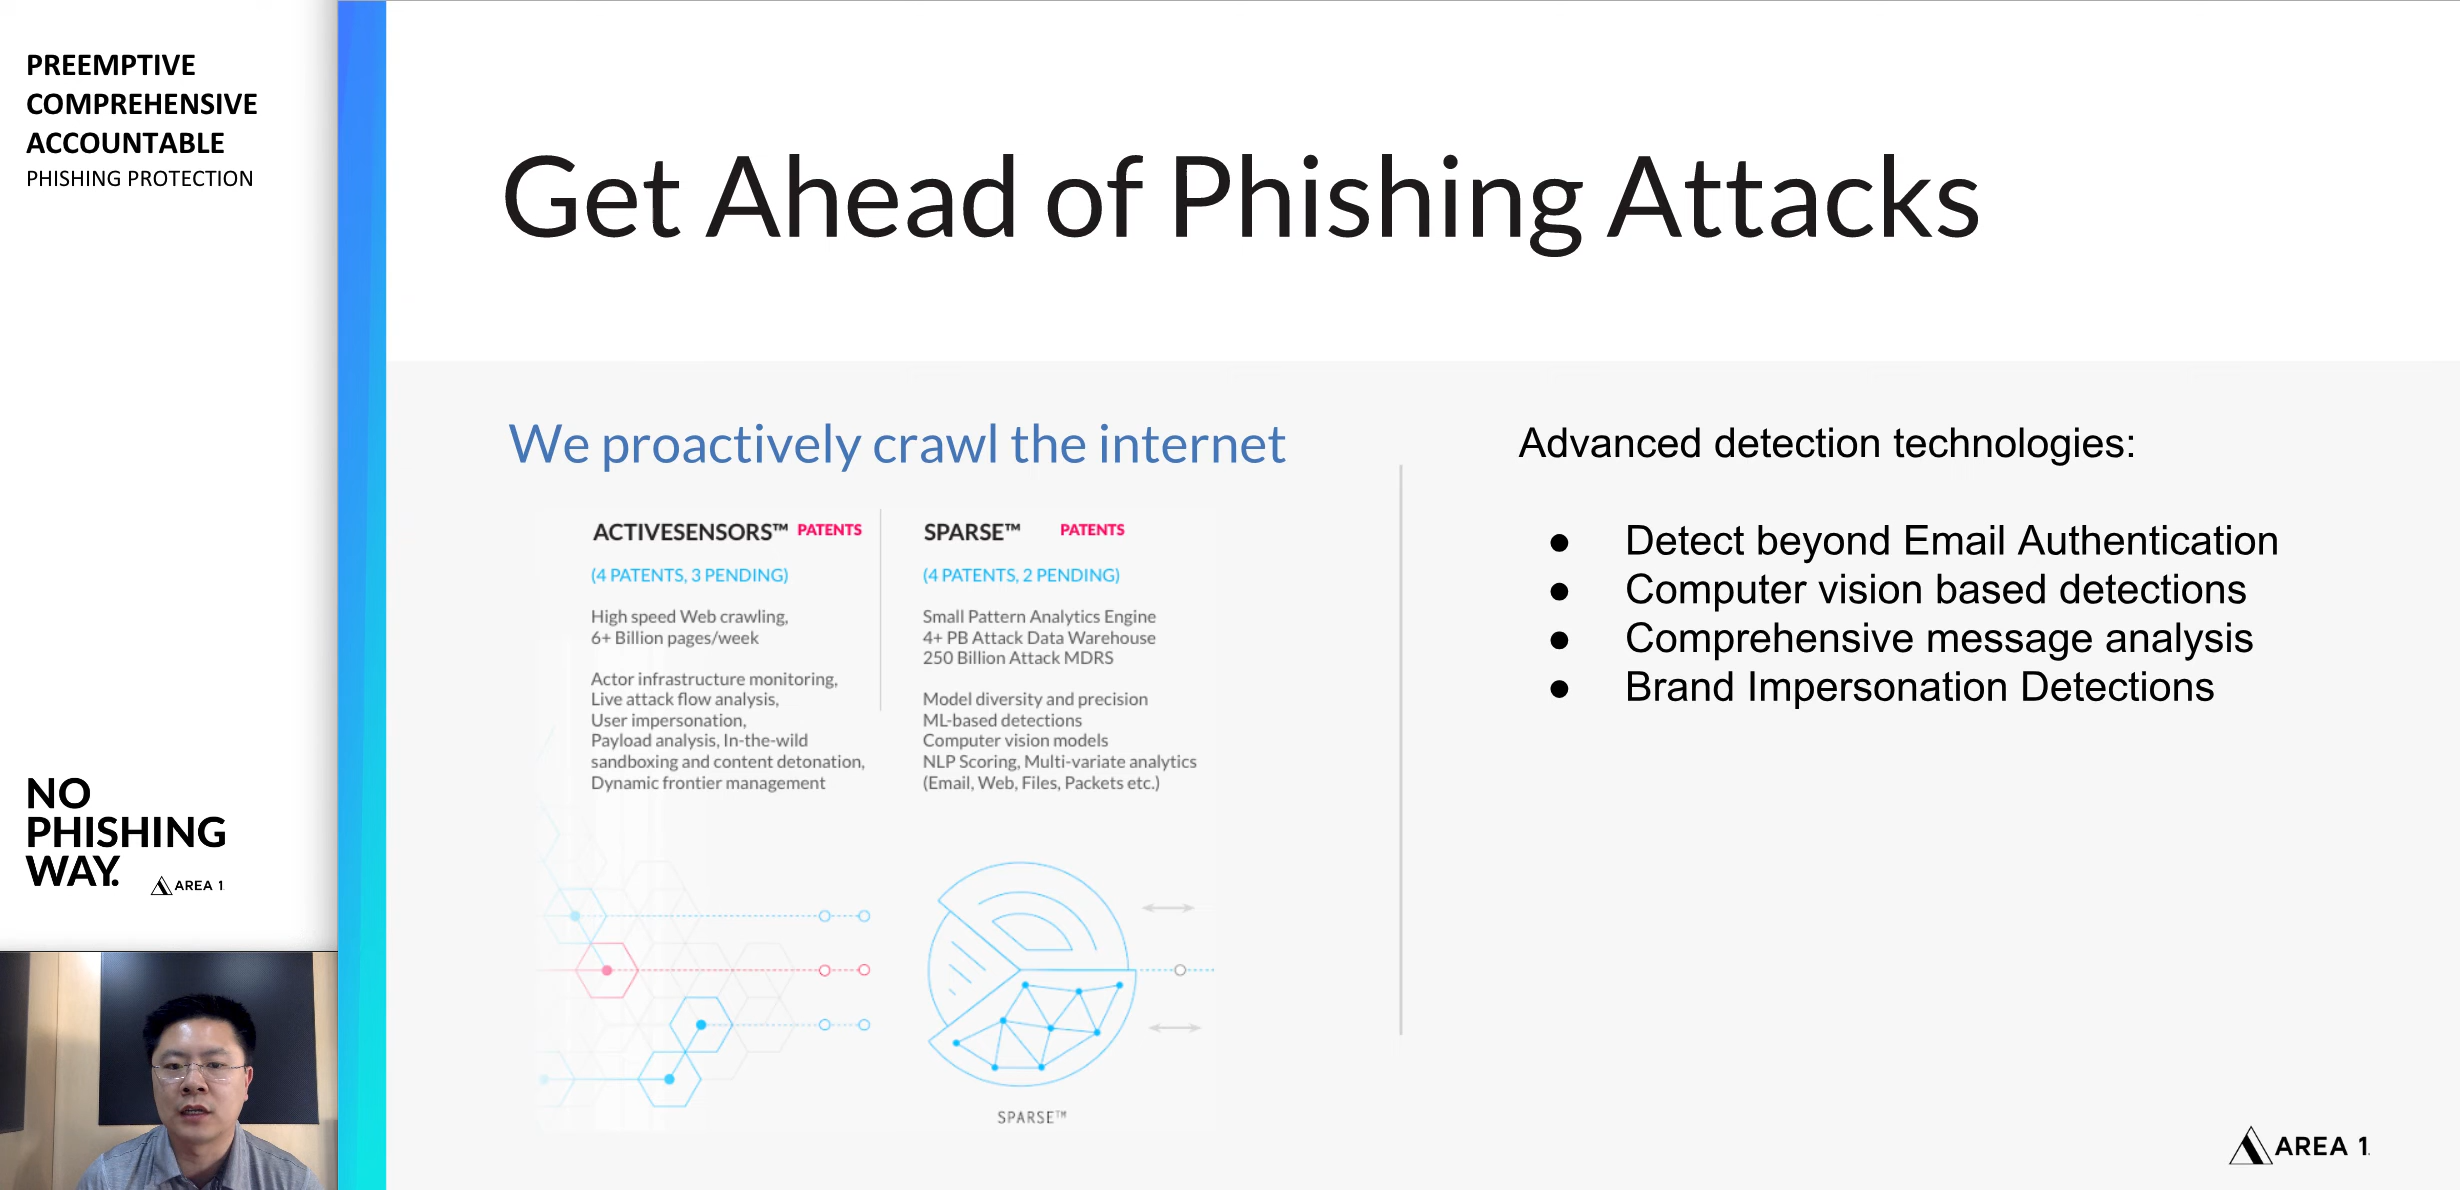 PREEMPTIVE
COMPREHENSIVE
ACCOUNTABLE
PHISHING PROTECTION
NO
PHISHING
WAY.
AREA 1
Get Ahead of Phishing Attacks
We proactively crawl the internet
ACTIVESENSORS™ PATENTS
(4 PATENTS, 3 PENDING)
High speed Web crawling,
6+ Billion pages/week
Actor infrastructure monitoring,
Live attack flow analysis,
User impersonation,
Payload analysis, In-the-wild
sandboxing and content detonation,
Dynamic frontier management
SPARSE™ PATENTS
(4 PATENTS, 2 PENDING)
Small Pattern Analytics Engine
4+ PB Attack Data Warehouse
250 Billion Attack MDRS
Model diversity and precision
ML-based detections
Computer vision models
NLP Scoring, Multi-variate analytics
(Email, Web, Files, Packets etc.)
SPARSE™
Advanced detection technologies:
● Detect beyond Email Authentication
● Computer vision based detections
● Comprehensive message analysis
● Brand Impersonation Detections
AREA 1